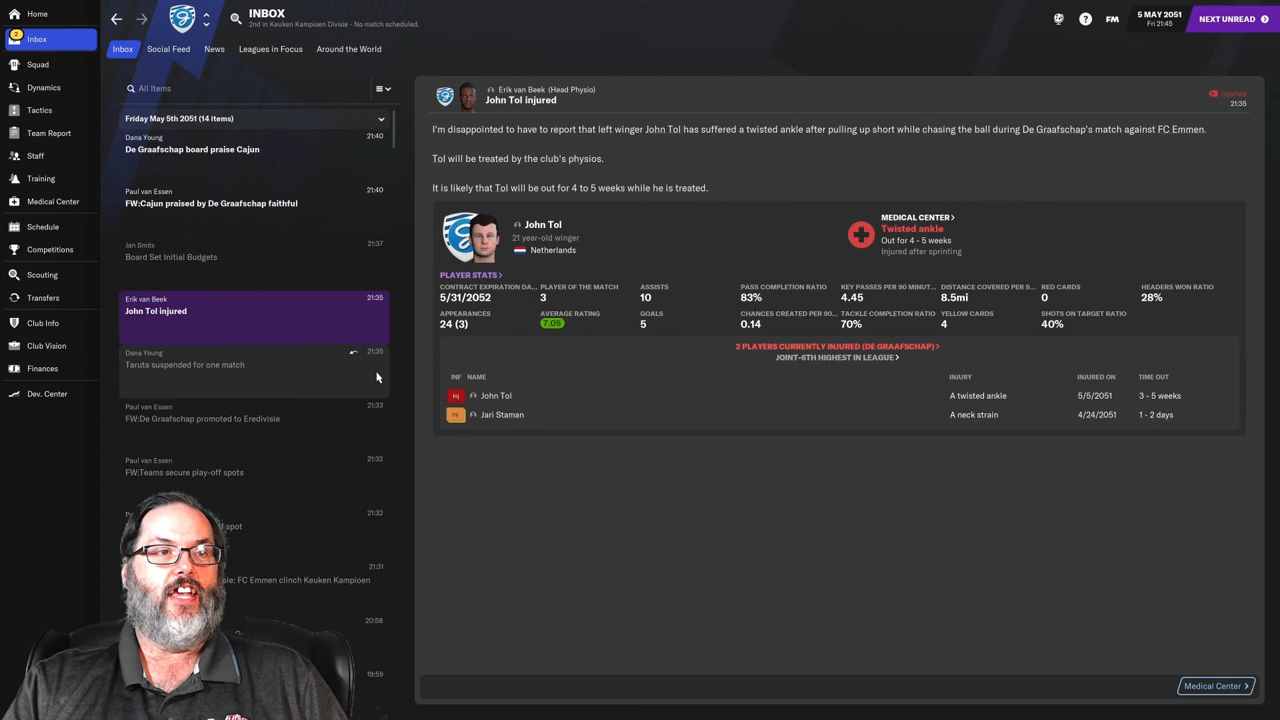 Home
INBOX
2nd in Keuken Kampioen Divisie - No match scheduled.
FM
5 MAY 2051
Fri 21:45
NEXT UNREAD
2
Inbox
Squad
Dynamics
Tactics
Team Report
Staff
Training
Medical Center
Schedule
Competitions
Scouting
Transfers
Club Info
Club Vision
Finances
Dev. Center
Inbox
Social Feed
News
Leagues in Focus
Around the World
All Items
Friday May 5th 2051 (14 items)
Dana Young
21:40
De Graafschap board praise Cajun
Paul van Essen
21:40
FW:Cajun praised by De Graafschap faithful
Jan Smits
21:37
Board Set Initial Budgets
Erik van Beek
21:35
John Tol injured
Dana Young
21:35
Taruta suspended for one match
Paul van Essen
21:33
FW:De Graafschap promoted to Eredivisie
Paul van Essen
21:32
FW:Teams secure play-off spots
21:32
spot
21:31
sie: FC Emmen clinch Keuken Kampioen
20:58
19:59
Erik van Beek (Head Physio)
John Tol injured
Injuries
21:35
I'm disappointed to have to report that left winger John Tol has suffered a twisted ankle after pulling up short while chasing the ball during De Graafschap's match against FC Emmen.
Tol will be treated by the club's physios.
It is likely that Tol will be out for 4 to 5 weeks while he is treated.
John Tol
21 year-old winger
Netherlands
MEDICAL CENTER >
Twisted ankle
Out for 4 - 5 weeks
Injured after sprinting
PLAYER STATS >
CONTRACT EXPIRATION DA... PLAYER OF THE MATCH ASSISTS PASS COMPLETION RATIO KEY PASSES PER 90 MINUT... DISTANCE COVERED PER 9... RED CARDS HEADERS WON RATIO
5/31/2052 3 10 83% 4.45 8.5mi 0 28%
APPEARANCES AVERAGE RATING GOALS CHANCES CREATED PER 90... TACKLE COMPLETION RATIO YELLOW CARDS SHOTS ON TARGET RATIO
24 (3) 7.05 5 0.14 70% 4 40%
2 PLAYERS CURRENTLY INJURED (DE GRAAFSCHAP) >
JOINT-6TH HIGHEST IN LEAGUE >
INF NAME INJURY INJURED ON TIME OUT
Inj John Tol A twisted ankle 5/5/2051 3 - 5 weeks
Inj Jari Staman A neck strain 4/24/2051 1 - 2 days
Medical Center >